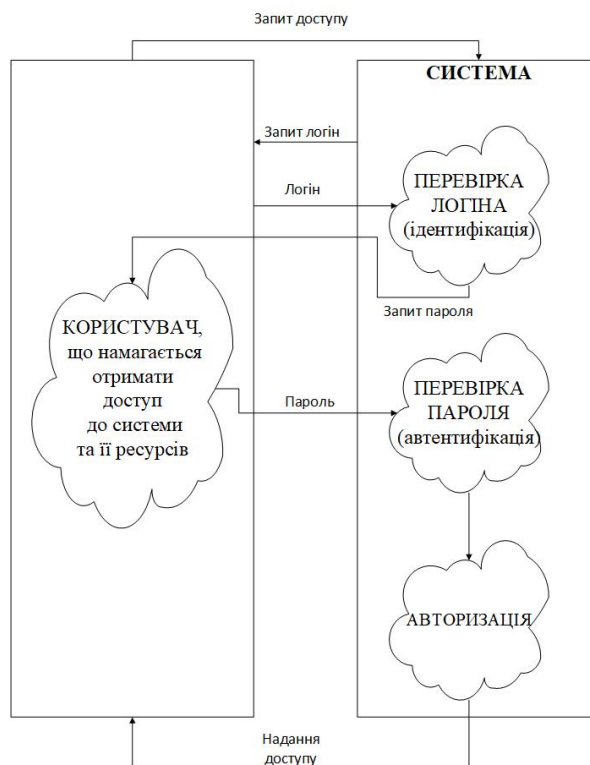 Запит доступу
СИСТЕМА
Запит логін
ПЕРЕВІРКА
ЛОГІНА
(ідентифікація)
Логін
Запит пароля
КОРИСТУВАЧ,
що намагається
отримати
доступ
до системи
та її ресурсів
ПЕРЕВІРКА
ПАРОЛЯ
(автентифікація)
Пароль
АВТОРИЗАЦІЯ
Надання
доступу